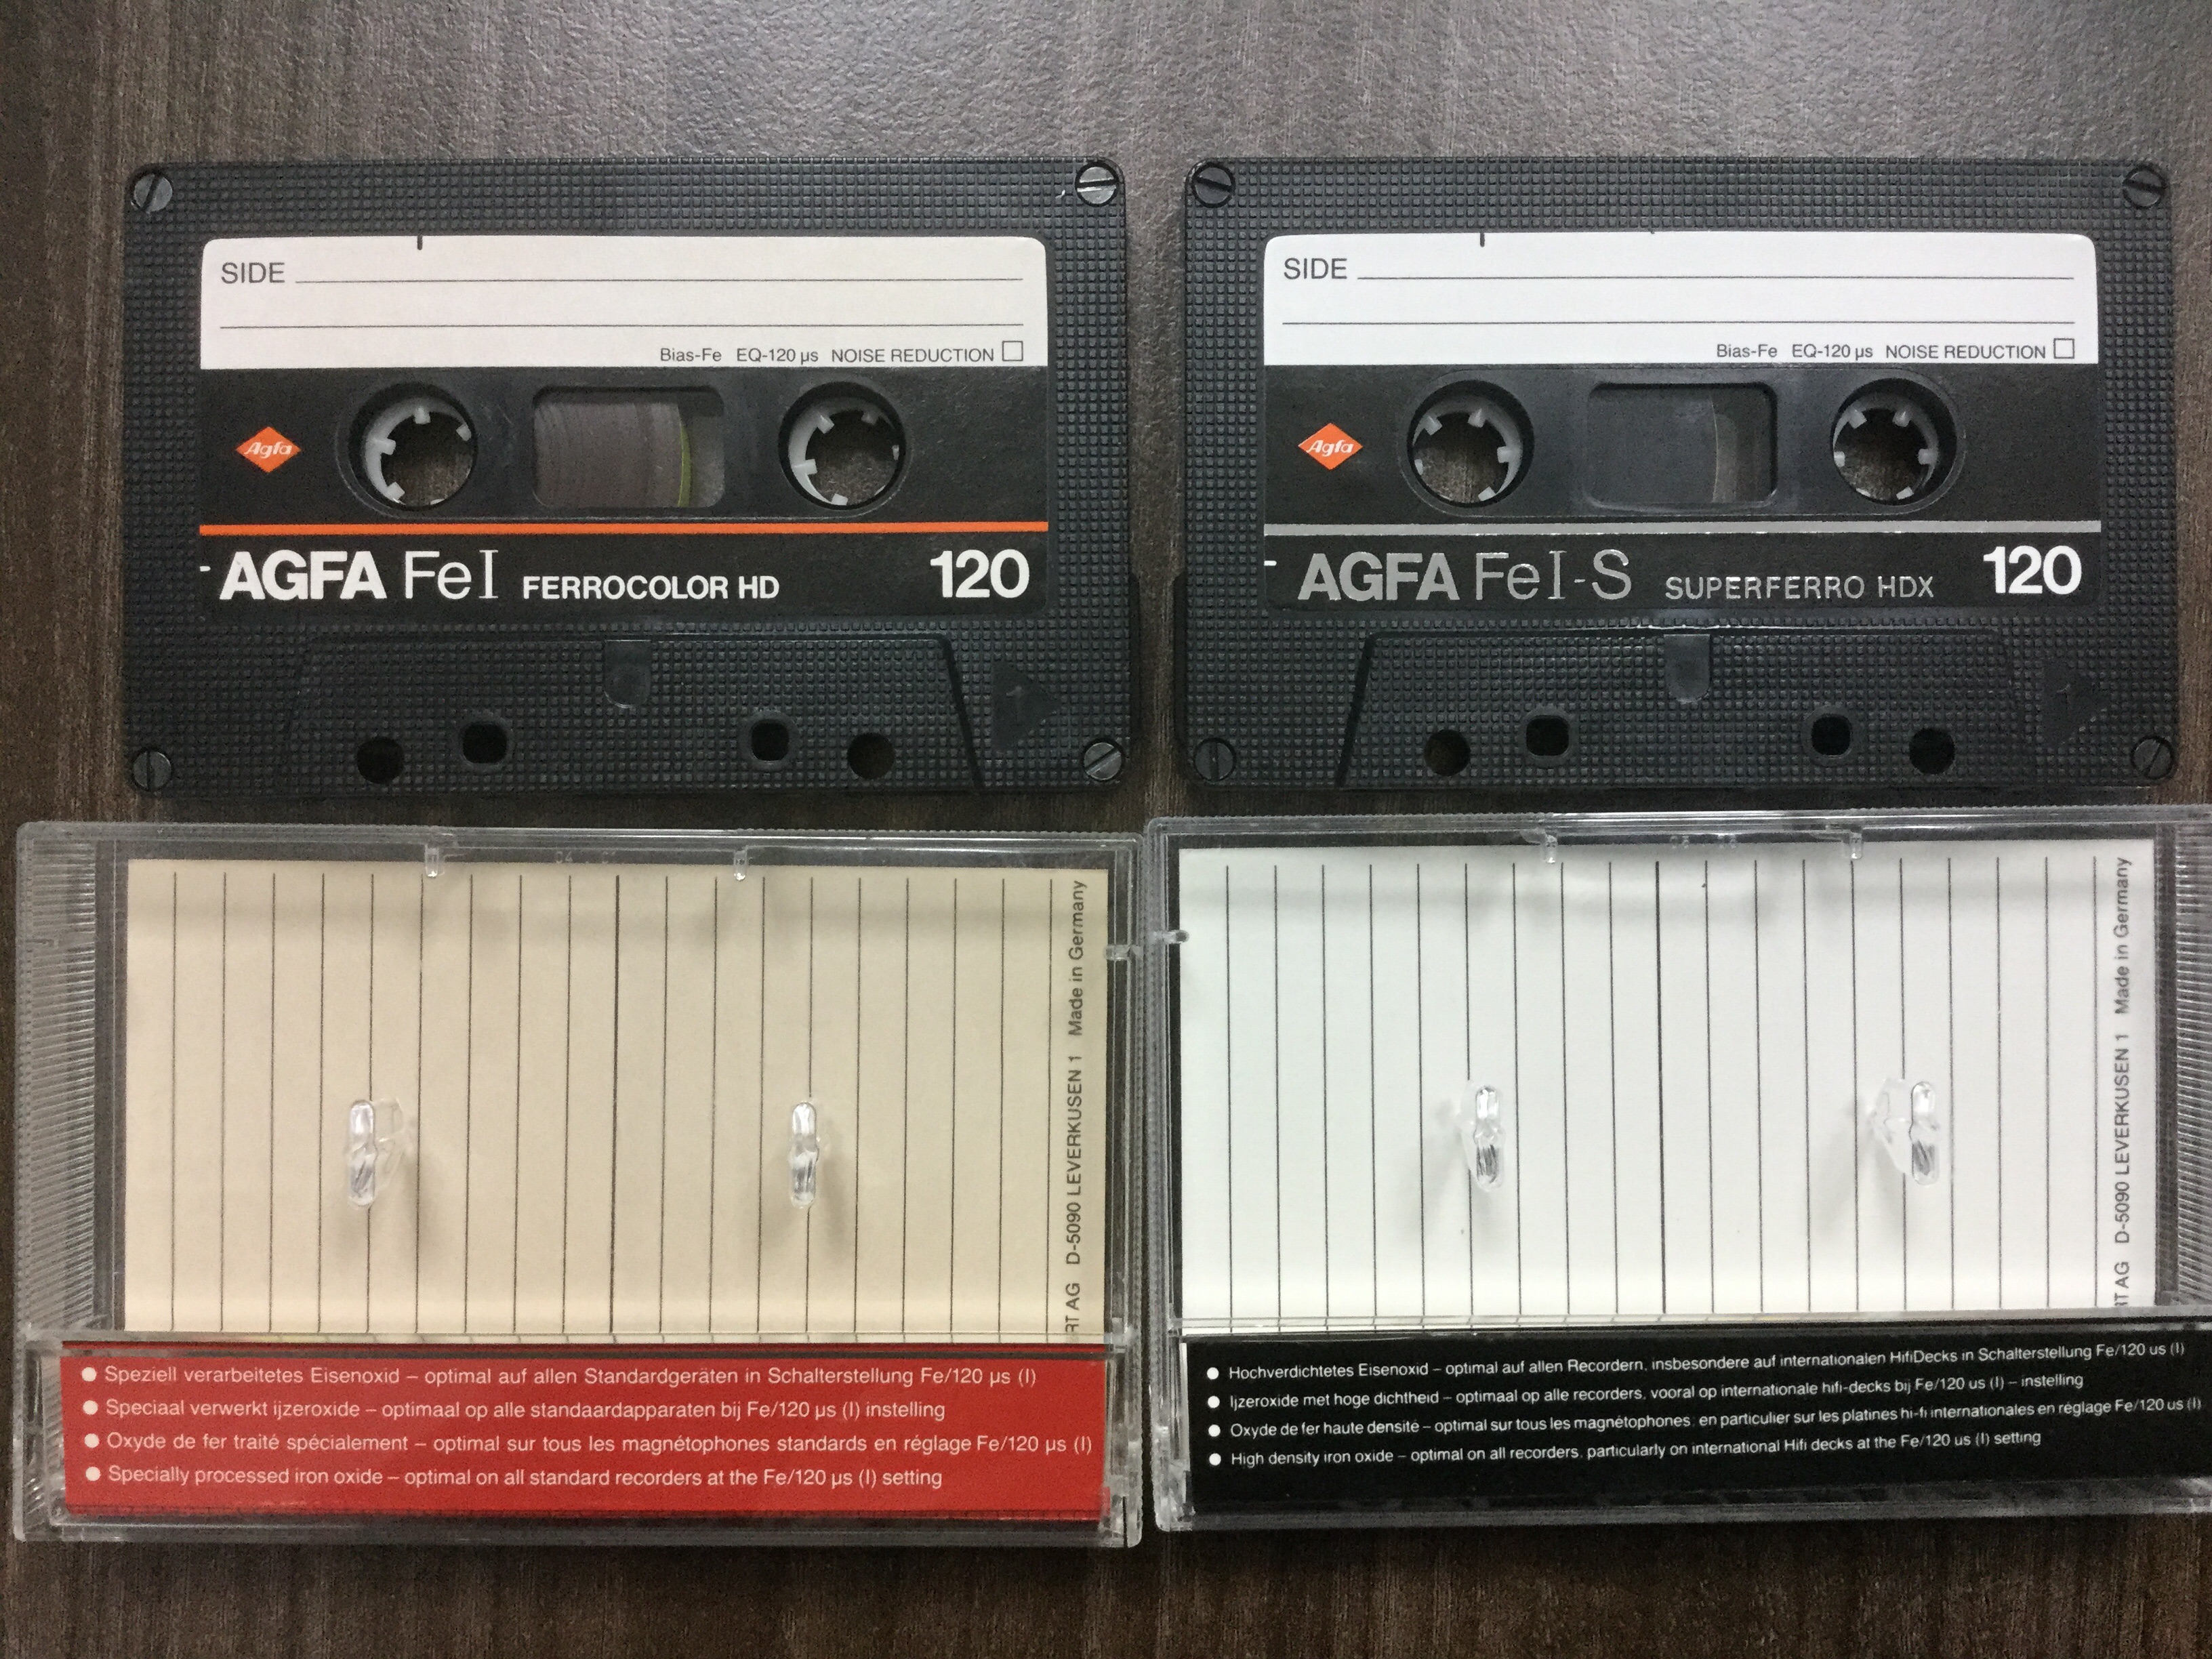 SIDE
Bias-Fe EQ-120 µs NOISE REDUCTION
Agfa
AGFA Fe I FERROCOLOR HD 120
1
SIDE
Bias-Fe EQ-120 µs NOISE REDUCTION
Agfa
AGFA Fe I-S SUPERFERRO HDX 120
1
RT AG D-5090 LEVERKUSEN 1 Made in Germany
● Speziell verarbeitetes Eisenoxid – optimal auf allen Standardgeräten in Schalterstellung Fe/120 µs (I)
● Speciaal verwerkt ijzeroxide – optimaal op alle standaardapparaten bij Fe/120 µs (I) instelling
● Oxyde de fer traité spécialement – optimal sur tous les magnétophones standards en réglage Fe/120 µs (I)
● Specially processed iron oxide – optimal on all standard recorders at the Fe/120 µs (I) setting
RT AG D-5090 LEVERKUSEN 1 Made in Germany
● Hochverdichtetes Eisenoxid – optimal auf allen Recordern, insbesondere auf internationalen HifiDecks in Schalterstellung Fe/120 us (I)
● Ijzeroxide met hoge dichtheid – optimaal op alle recorders, vooral op internationale hifi-decks bij Fe/120 us (I) – instelling
● Oxyde de fer haute densité – optimal sur tous les magnétophones, en particulier sur les platines hi-fi internationales en réglage Fe/120 us (I)
● High density iron oxide – optimal on all recorders, particularly on international Hifi decks at the Fe/120 us (I) setting